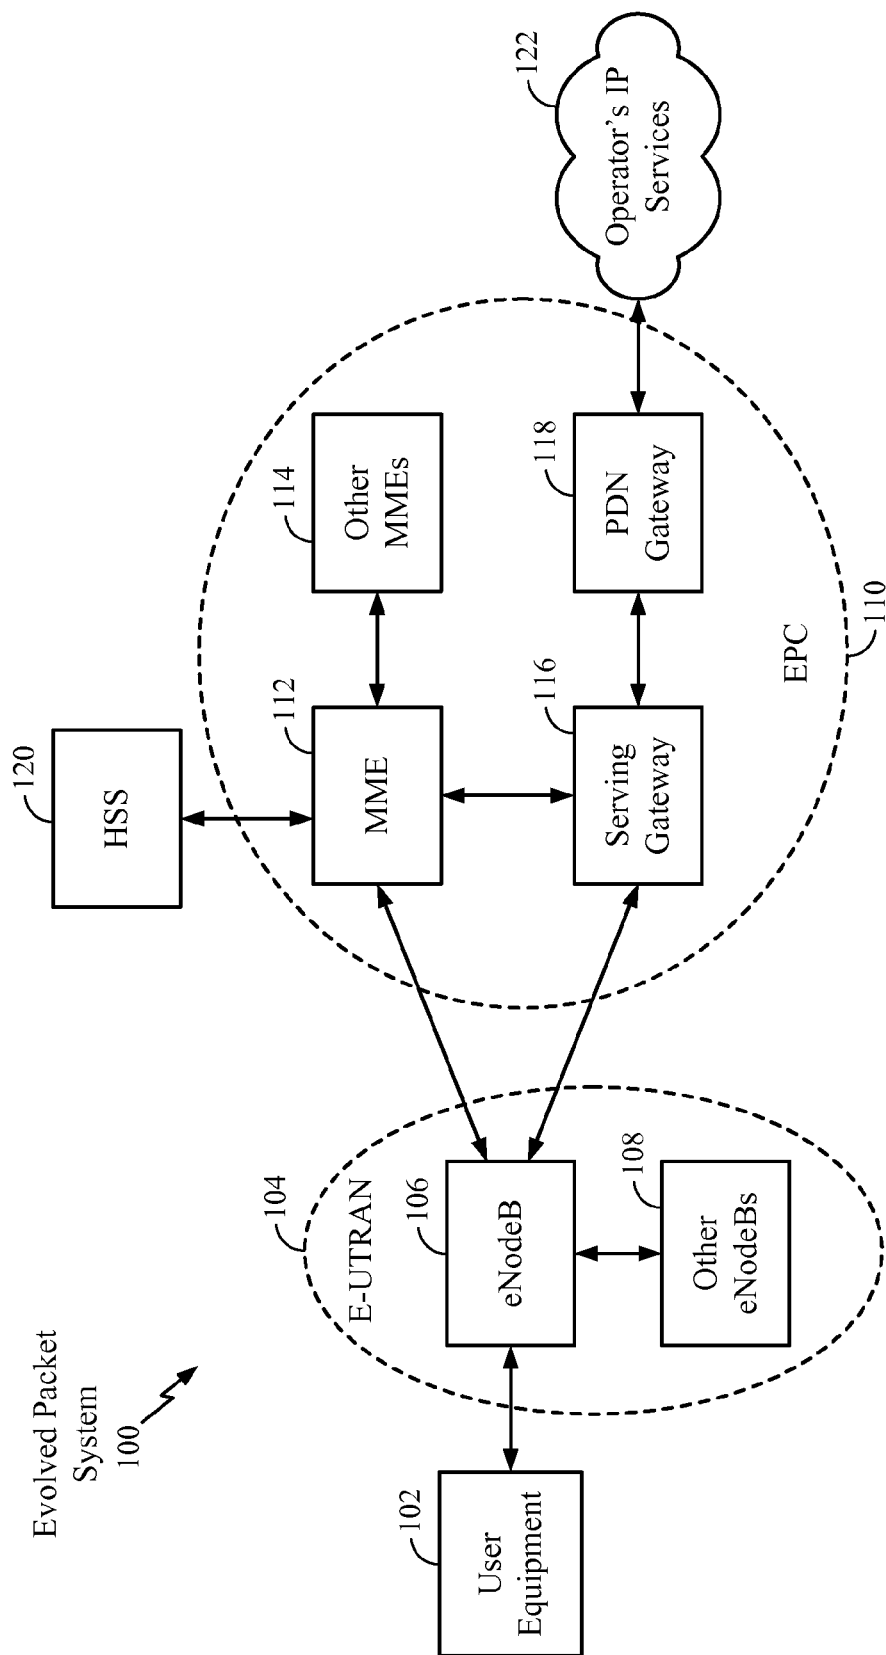 Evolved Packet
System
100
102
User
Equipment
104
E-UTRAN
106
eNodeB
108
Other
eNodeBs
120
HSS
112
MME
114
Other
MMEs
116
Serving
Gateway
118
PDN
Gateway
EPC
110
122
Operator's IP
Services